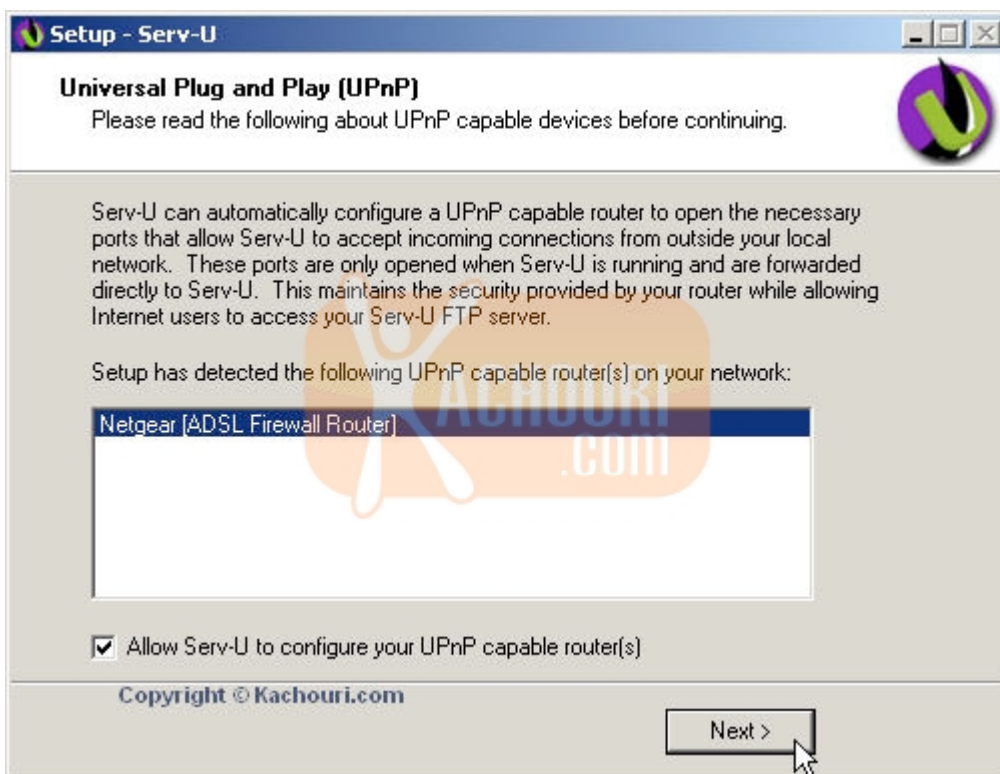 Setup - Serv-U
Universal Plug and Play (UPnP)
Please read the following about UPnP capable devices before continuing.
Serv-U can automatically configure a UPnP capable router to open the necessary
ports that allow Serv-U to accept incoming connections from outside your local
network. These ports are only opened when Serv-U is running and are forwarded
directly to Serv-U. This maintains the security provided by your router while allowing
Internet users to access your Serv-U FTP server.
Setup has detected the following UPnP capable router(s) on your network:
Netgear [ADSL Firewall Router]
KACHOURI
.com
Allow Serv-U to configure your UPnP capable router(s)
Copyright © Kachouri.com
Next >